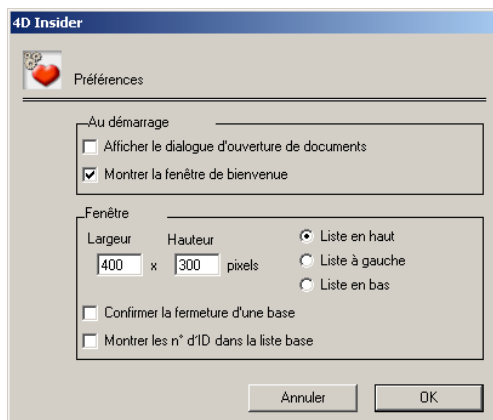 4D Insider
Préférences
Au démarrage
Afficher le dialogue d'ouverture de documents
Montrer la fenêtre de bienvenue
Fenêtre
Largeur Hauteur
400 x 300 pixels
Liste en haut
Liste à gauche
Liste en bas
Confirmer la fermeture d'une base
Montrer les n° d'ID dans la liste base
Annuler OK